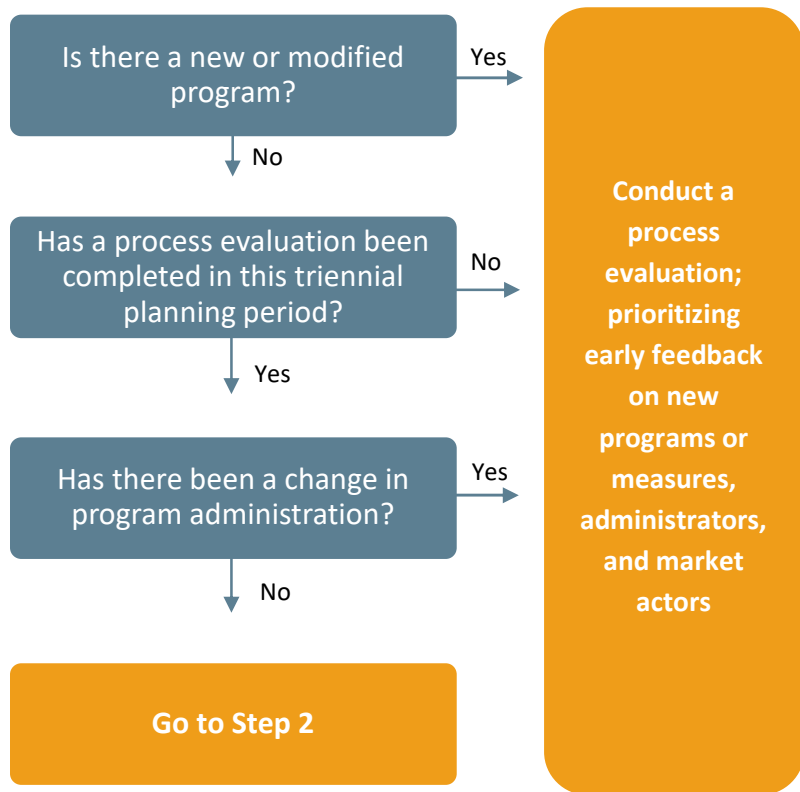 Is there a new or modified
program?
Yes
No
Has a process evaluation been
completed in this triennial
planning period?
No
Yes
Has there been a change in
program administration?
Yes
No
Go to Step 2
Conduct a
process
evaluation;
prioritizing
early feedback
on new
programs or
measures,
administrators,
and market
actors